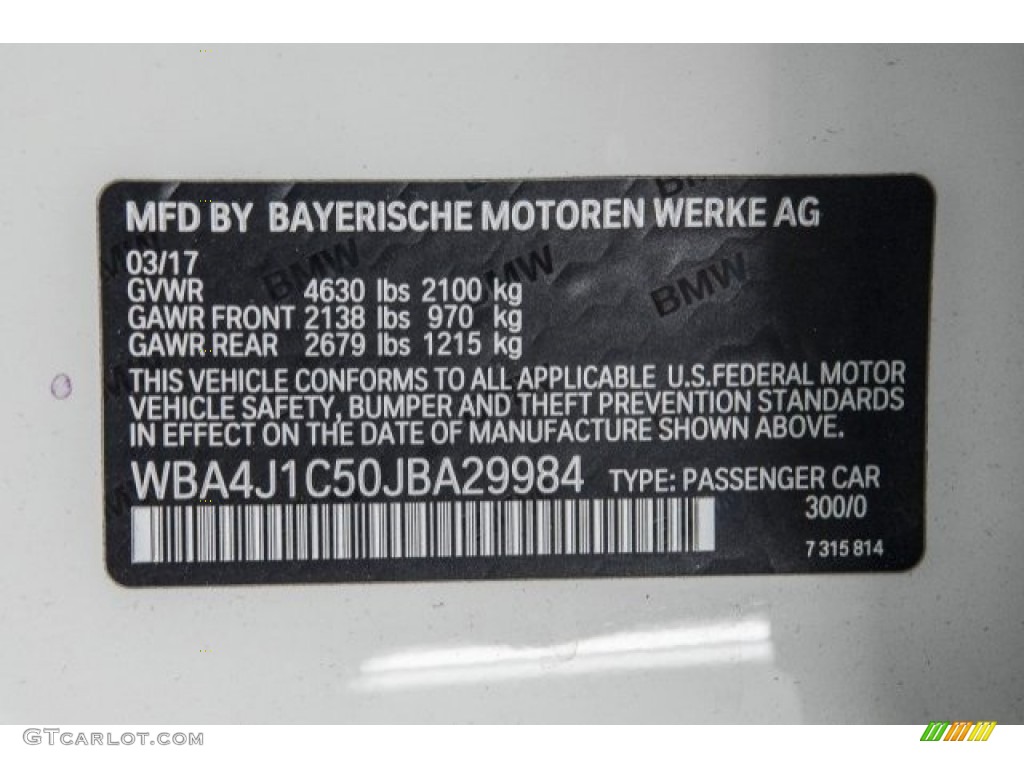 MFD BY BAYERISCHE MOTOREN WERKE AG
03/17
GVWR 4630 lbs 2100 kg
GAWR FRONT 2138 lbs 970 kg
GAWR REAR 2679 lbs 1215 kg
THIS VEHICLE CONFORMS TO ALL APPLICABLE U.S.FEDERAL MOTOR
VEHICLE SAFETY, BUMPER AND THEFT PREVENTION STANDARDS
IN EFFECT ON THE DATE OF MANUFACTURE SHOWN ABOVE.
WBA4J1C50JBA29984 TYPE: PASSENGER CAR
300/0
7 315 814
BMW BMW BMW
GTCARLOT.COM